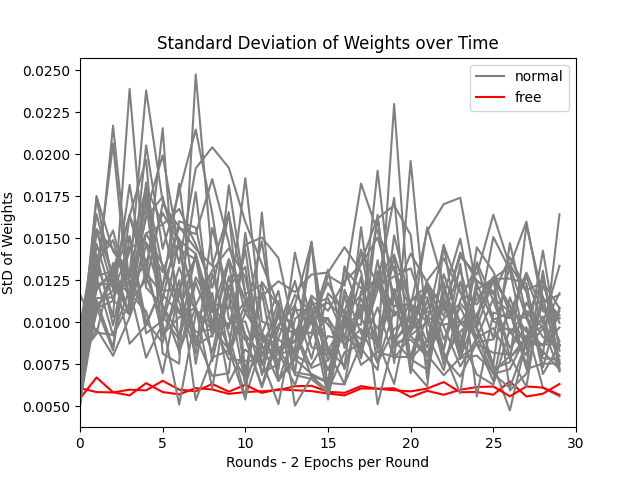 Standard Deviation of Weights over Time
normal
free
StD of Weights
0.0250
0.0225
0.0200
0.0175
0.0150
0.0125
0.0100
0.0075
0.0050
0 5 10 15 20 25 30
Rounds - 2 Epochs per Round